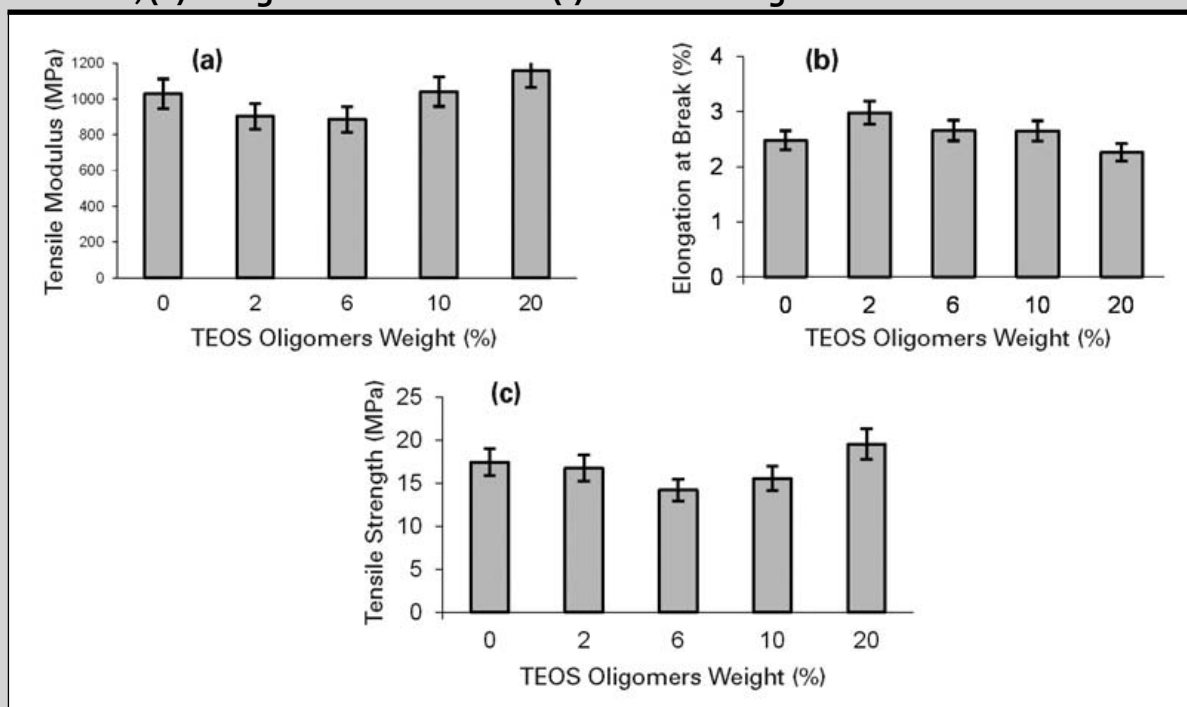 (a)
Tensile Modulus (MPa)
1200
1000
800
600
400
200
0
0 2 6 10 20
TEOS Oligomers Weight (%)
(b)
Elongation at Break (%)
4
3
2
1
0
0 2 6 10 20
TEOS Oligomers Weight (%)
(c)
Tensile Strength (MPa)
25
20
15
10
5
0
0 2 6 10 20
TEOS Oligomers Weight (%)